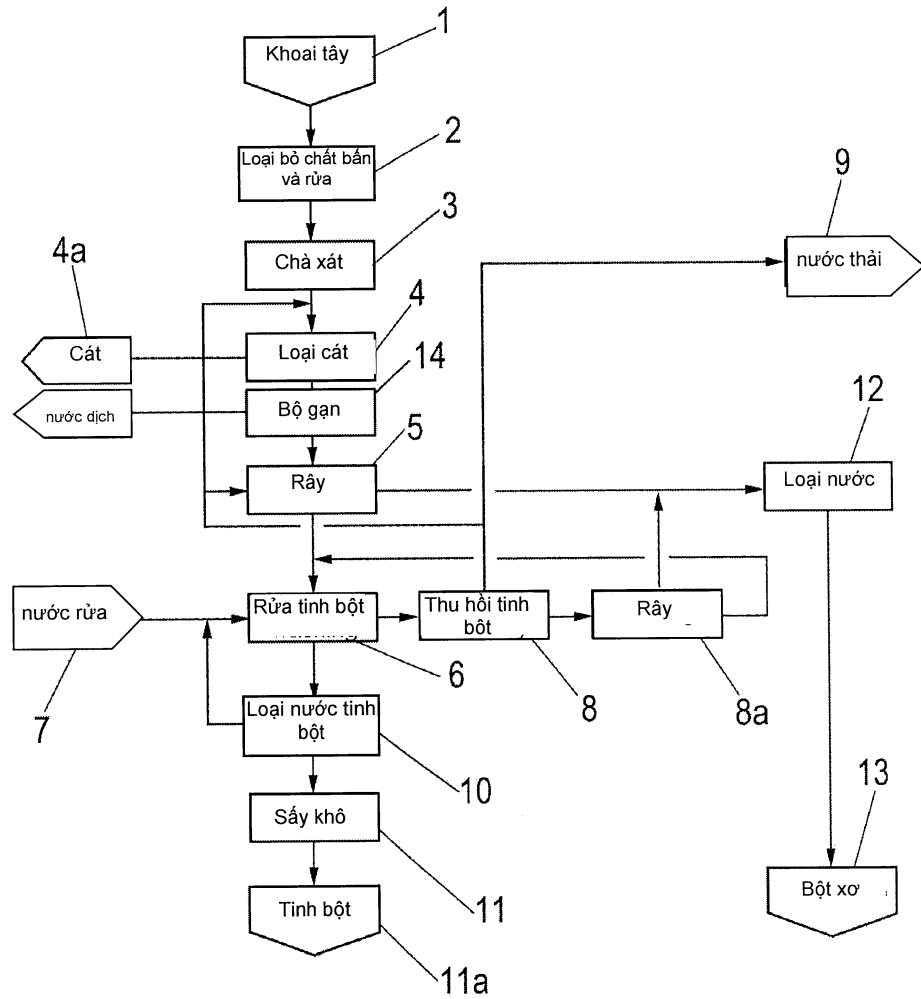 1
Khoai tây
2
Loại bỏ chất bấn
và rửa
9
3
nước thải
Chà xát
4a
4
Cát
Loại cát
14
nước dịch
Bộ gạn
12
5
Rây
Loại nước
nước rửa
Rửa tinh bột
Thu hồi tinh
bôt
Rây
6
7
8
8a
Loại nước tinh
bột
10
13
Sấy khô
Bột xơ
11
Tinh bột
11a